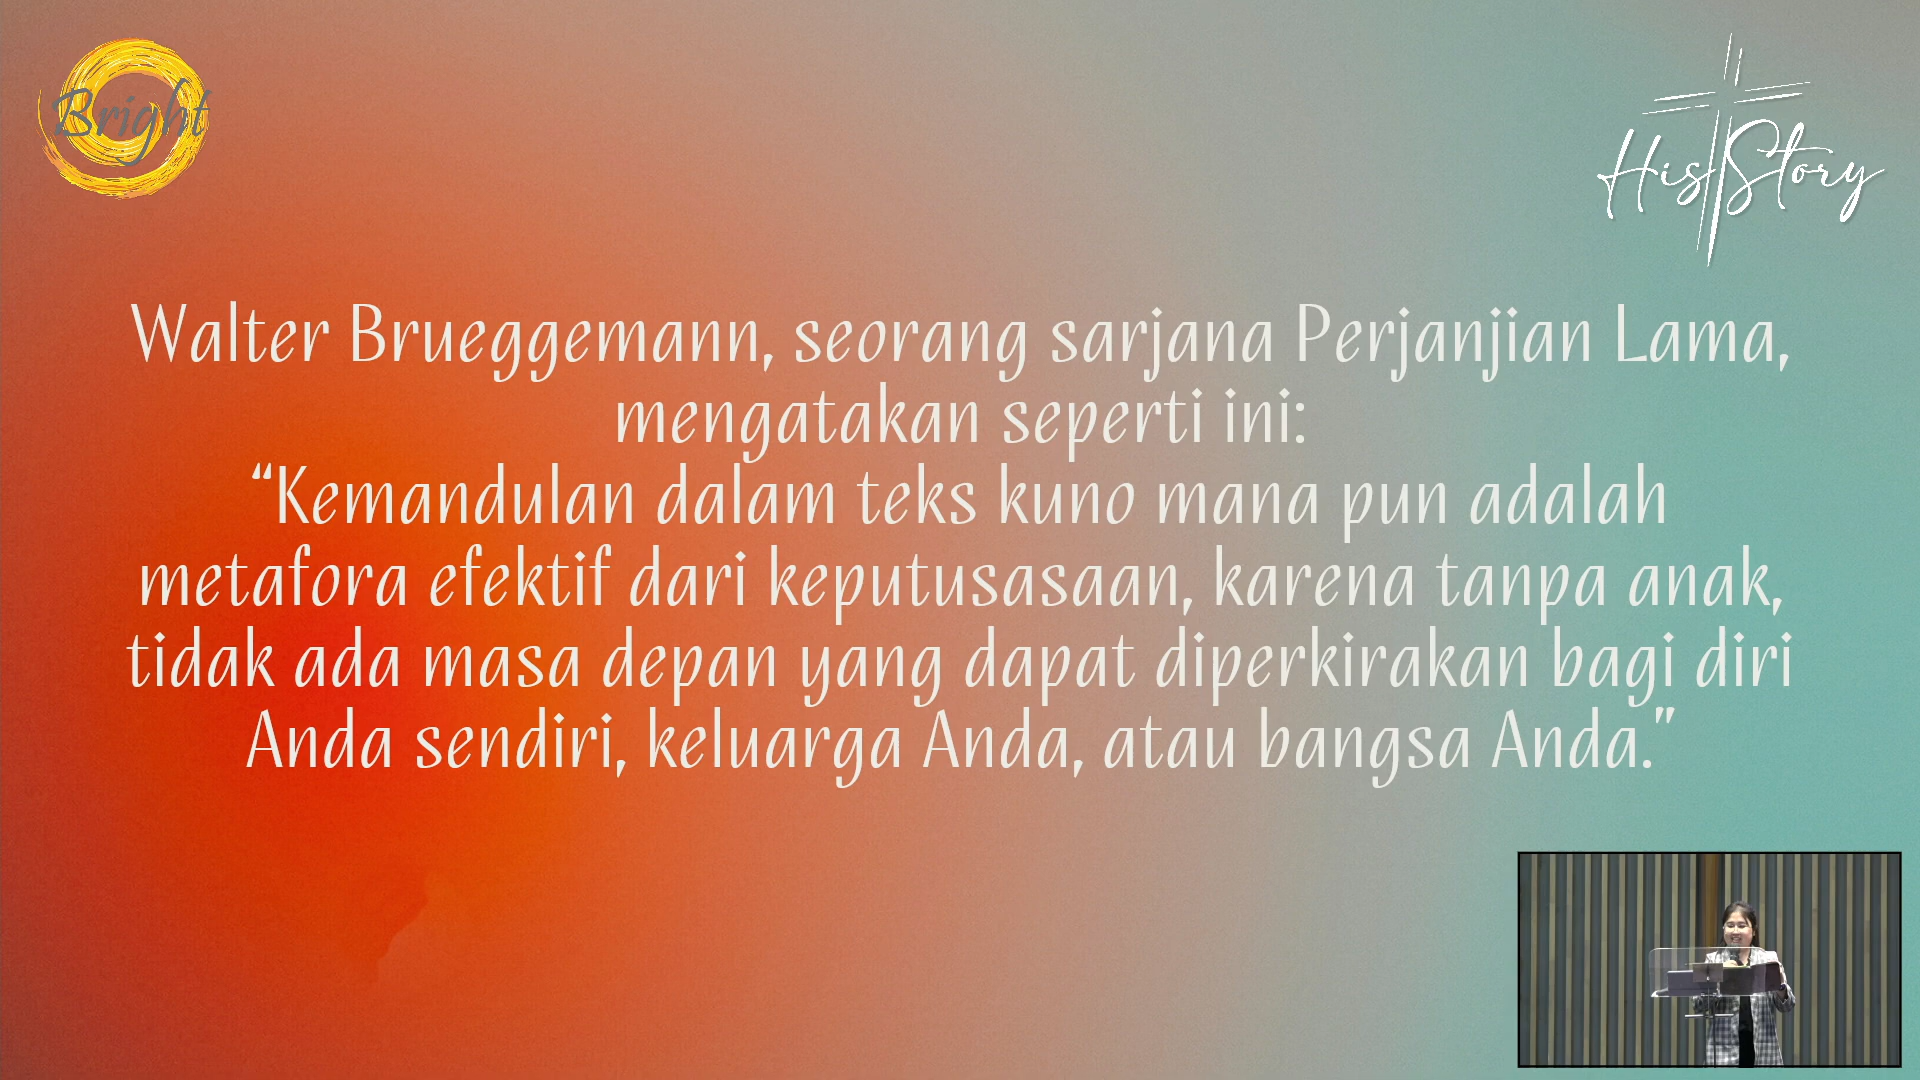 Bright
His Story
Walter Brueggemann, seorang sarjana Perjanjian Lama,
mengatakan seperti ini:
“Kemandulan dalam teks kuno mana pun adalah
metafora efektif dari keputusasaan, karena tanpa anak,
tidak ada masa depan yang dapat diperkirakan bagi diri
Anda sendiri, keluarga Anda, atau bangsa Anda.”